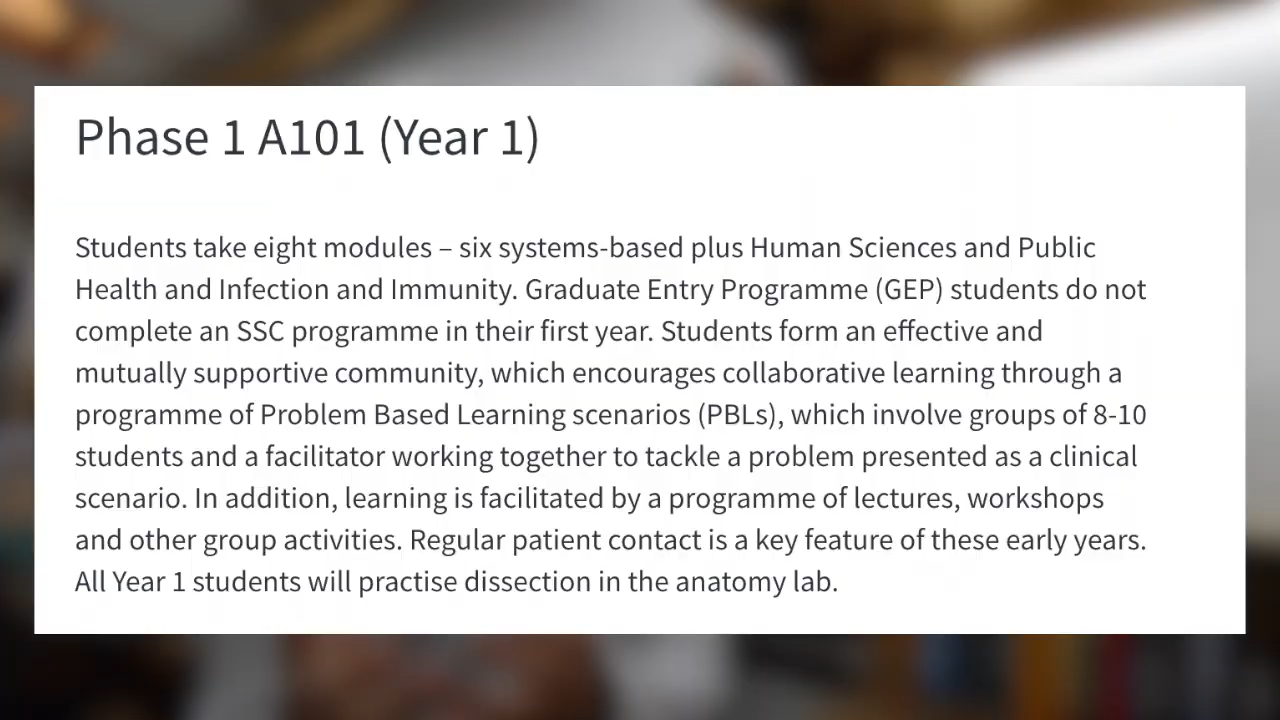 Phase 1 A101 (Year 1)
Students take eight modules – six systems-based plus Human Sciences and Public
Health and Infection and Immunity. Graduate Entry Programme (GEP) students do not
complete an SSC programme in their first year. Students form an effective and
mutually supportive community, which encourages collaborative learning through a
programme of Problem Based Learning scenarios (PBLs), which involve groups of 8-10
students and a facilitator working together to tackle a problem presented as a clinical
scenario. In addition, learning is facilitated by a programme of lectures, workshops
and other group activities. Regular patient contact is a key feature of these early years.
All Year 1 students will practise dissection in the anatomy lab.